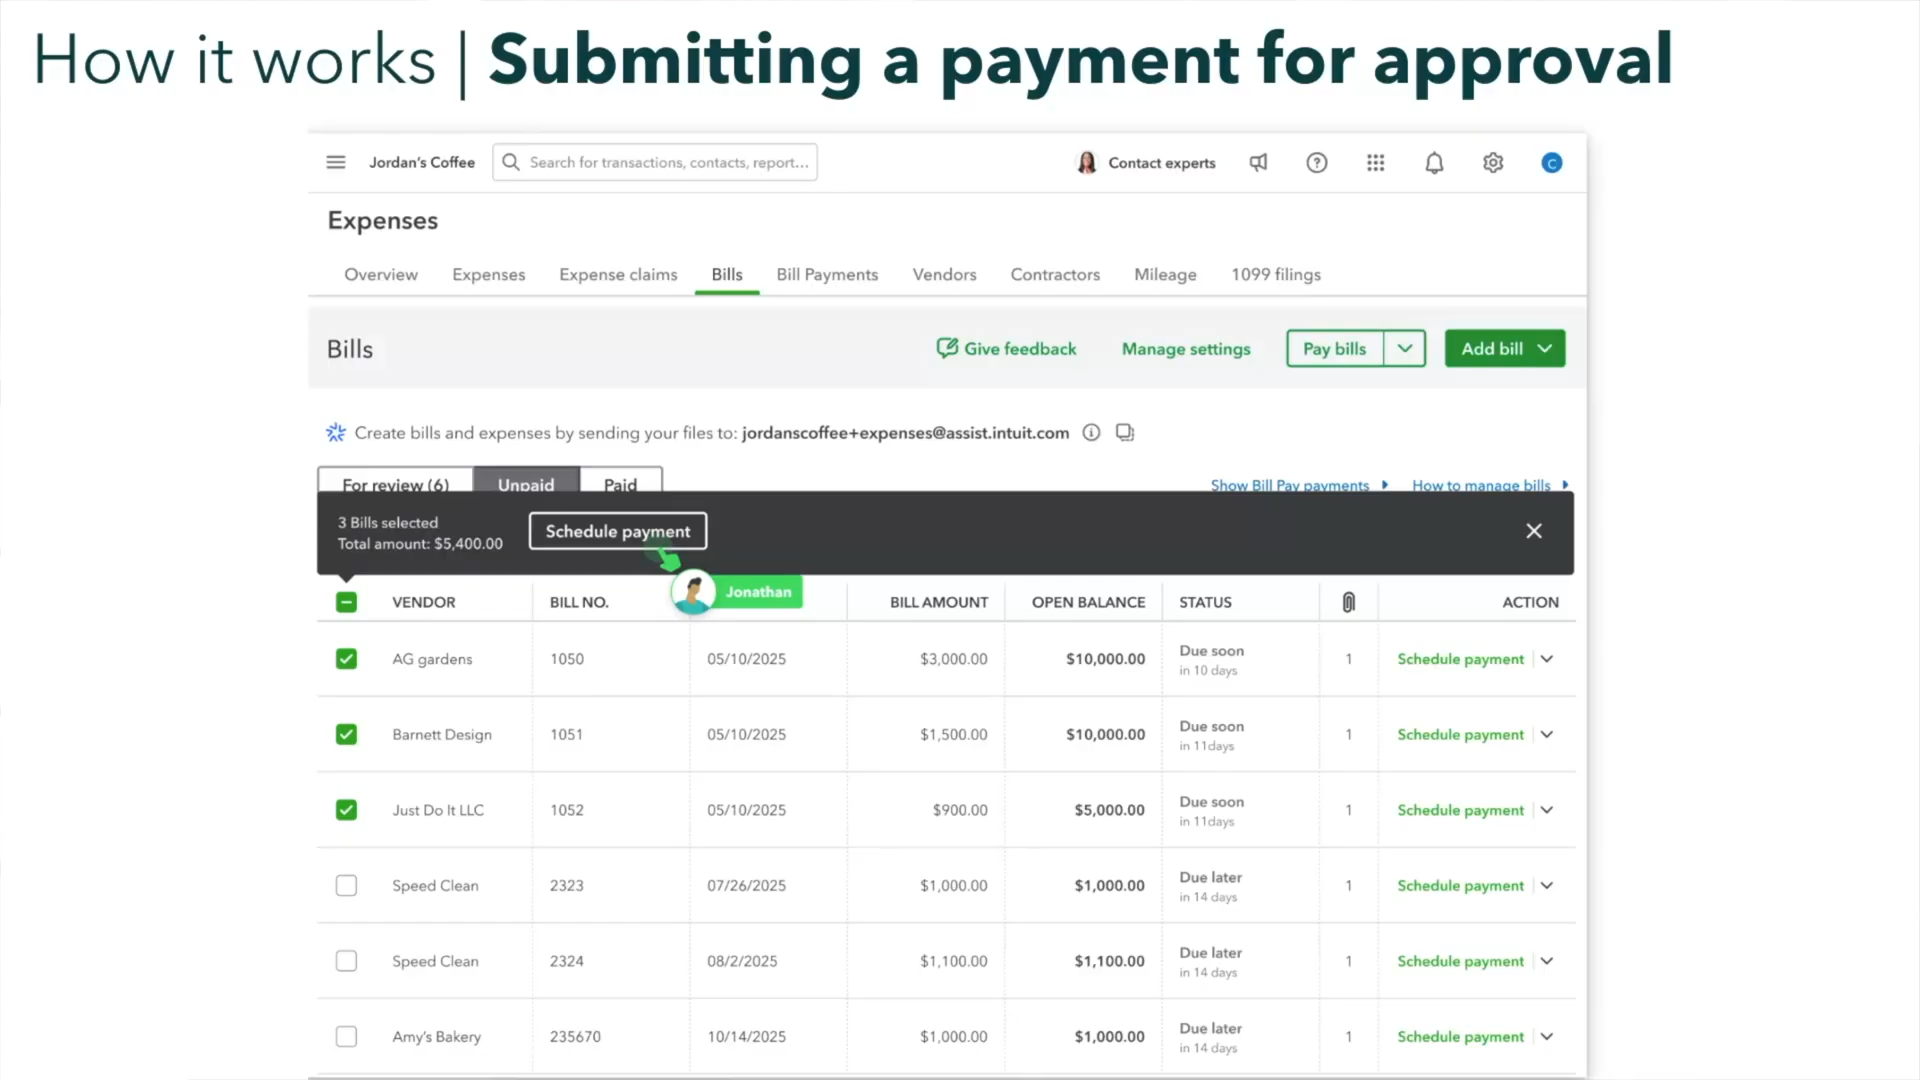 How it works | Submitting a payment for approval
Jordan's Coffee
Search for transactions, contacts, report...
Contact experts
C
Expenses
Overview Expenses Expense claims Bills Bill Payments Vendors Contractors Mileage 1099 filings
Bills
Give feedback
Manage settings
Pay bills
Add bill
Create bills and expenses by sending your files to: jordanscoffee+expenses@assist.intuit.com
For review (6) Unpaid Paid
Show Bill Pay payments
How to manage bills
3 Bills selected
Total amount: $5,400.00
Schedule payment
Jonathan
VENDOR BILL NO. BILL AMOUNT OPEN BALANCE STATUS ACTION
AG gardens 1050 05/10/2025 $3,000.00 $10,000.00 Due soon 1 Schedule payment
in 10 days
Barnett Design 1051 05/10/2025 $1,500.00 $10,000.00 Due soon 1 Schedule payment
in 11days
Just Do It LLC 1052 05/10/2025 $900.00 $5,000.00 Due soon 1 Schedule payment
in 11days
Speed Clean 2323 07/26/2025 $1,000.00 $1,000.00 Due later 1 Schedule payment
in 14 days
Speed Clean 2324 08/2/2025 $1,100.00 $1,100.00 Due later 1 Schedule payment
in 14 days
Amy's Bakery 235670 10/14/2025 $1,000.00 $1,000.00 Due later 1 Schedule payment
in 14 days